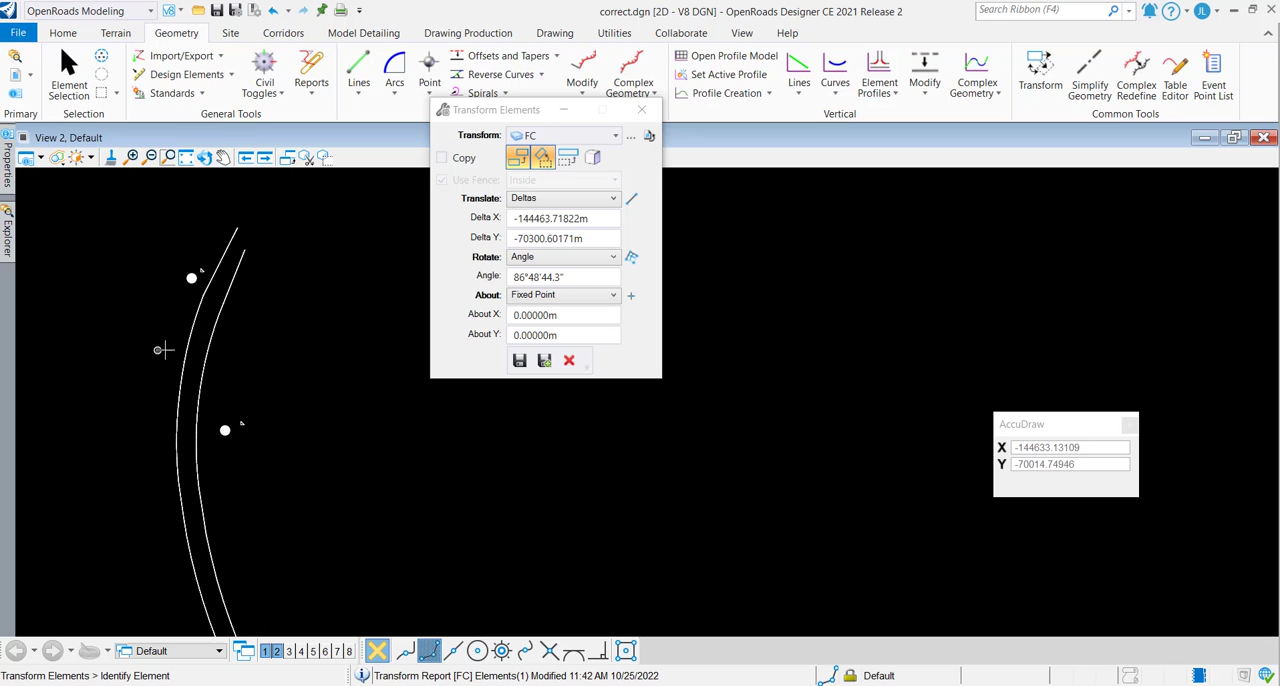 OpenRoads Modeling
correct.dgn [2D - V8 DGN] - OpenRoads Designer CE 2021 Release 2
Search Ribbon (F4)
JL
File Home Terrain Geometry Site Corridors Model Detailing Drawing Production Drawing Utilities Collaborate View Help
Element Selection
Import/Export
Design Elements
Standards
Civil Toggles
Reports
Lines
Arcs
Point
Offsets and Tapers
Reverse Curves
Spirals
Modify
Complex Geometry
Open Profile Model
Set Active Profile
Profile Creation
Lines
Curves
Element Profiles
Modify
Complex Geometry
Transform
Simplify Geometry
Complex Redefine
Table Editor
Event Point List
Primary Selection General Tools Vertical Common Tools
View 2, Default
Properties
Explorer
Transform Elements
Transform: FC
Copy
Use Fence: Inside
Translate: Deltas
Delta X: -144463.71822m
Delta Y: -70300.60171m
Rotate: Angle
Angle: 86°48'44.3"
About: Fixed Point
About X: 0.00000m
About Y: 0.00000m
AccuDraw
X -144633.13109
Y -70014.74946
Default
1 2 3 4 5 6 7 8
Transform Elements > Identify Element
Transform Report [FC] Elements(1) Modified 11:42 AM 10/25/2022
Default